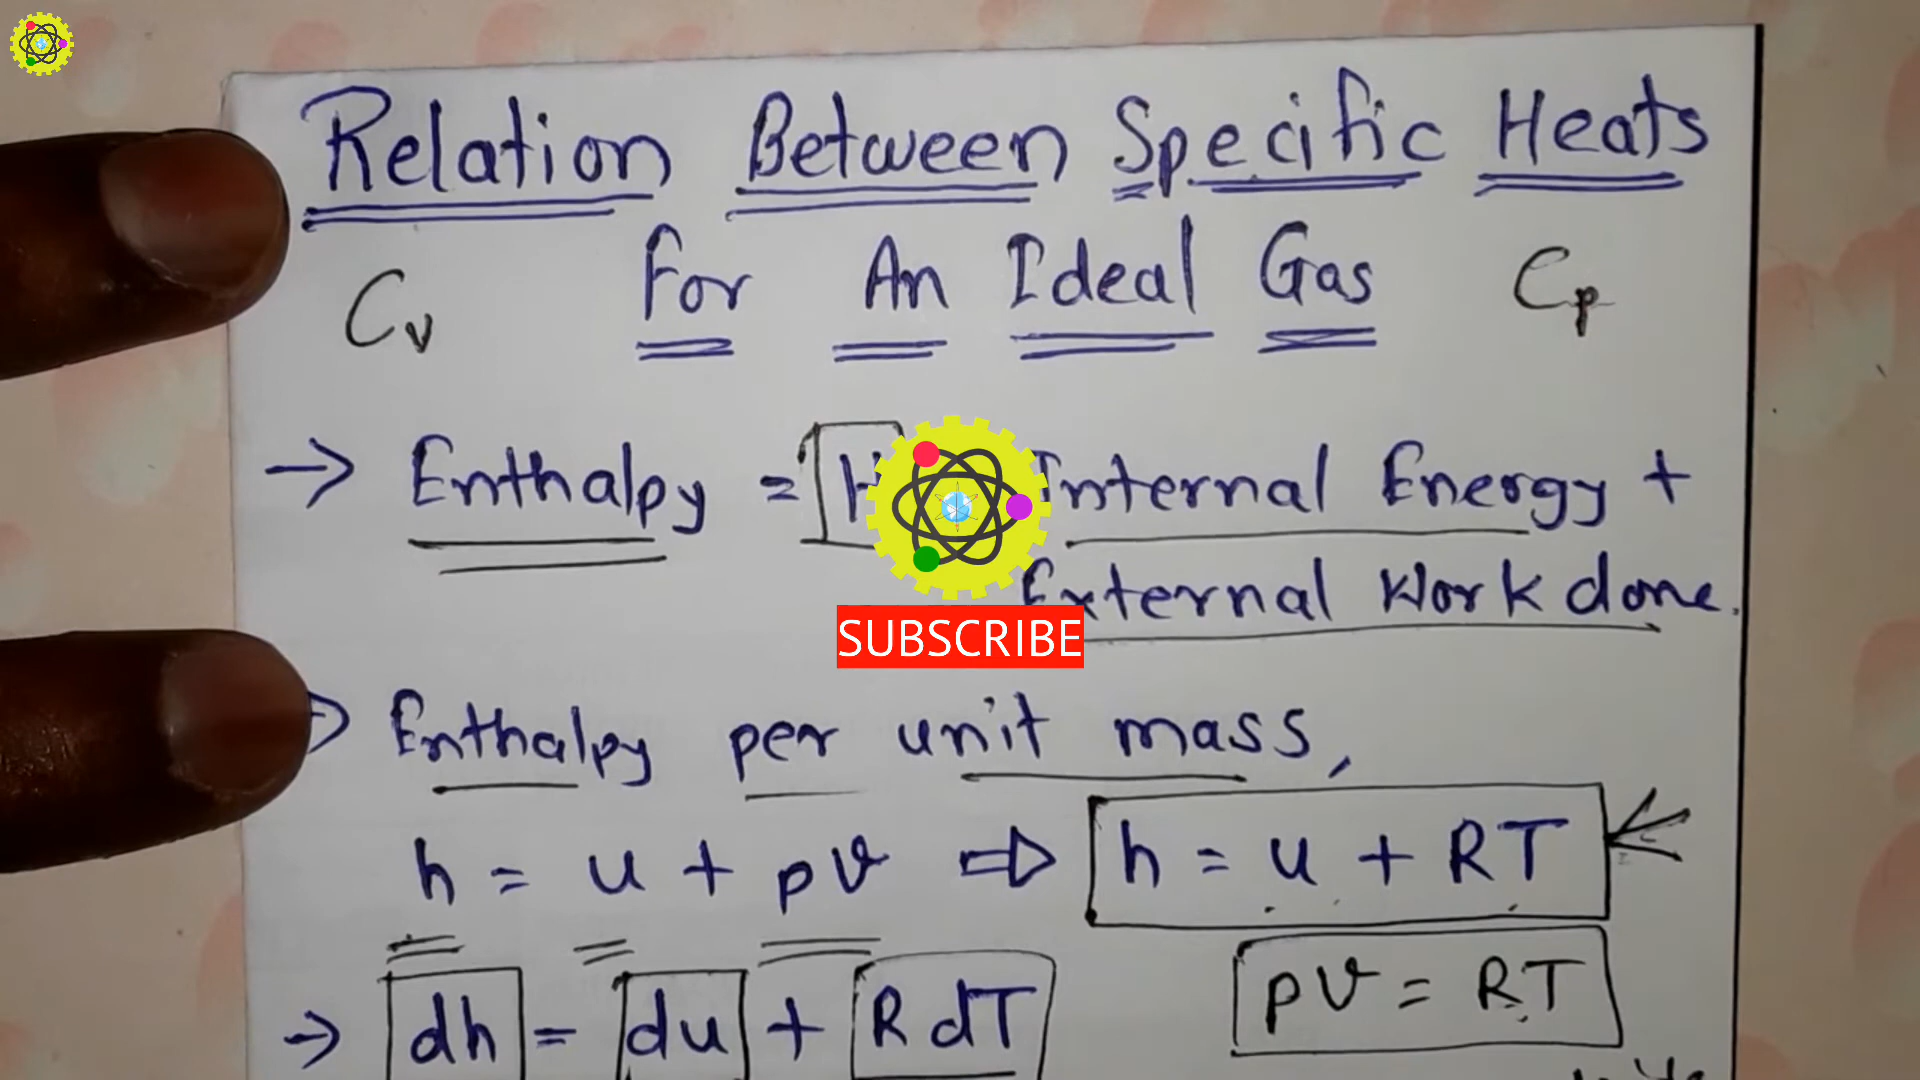 Relation Between Specific Heats
Cv For An Ideal Gas Cp
→ Enthalpy = H Internal Energy +
External Work done.
SUBSCRIBE
Enthalpy per unit mass,
h = u + pv ⇒ h = u + RT
pv = RT
→ dh = du + RdT